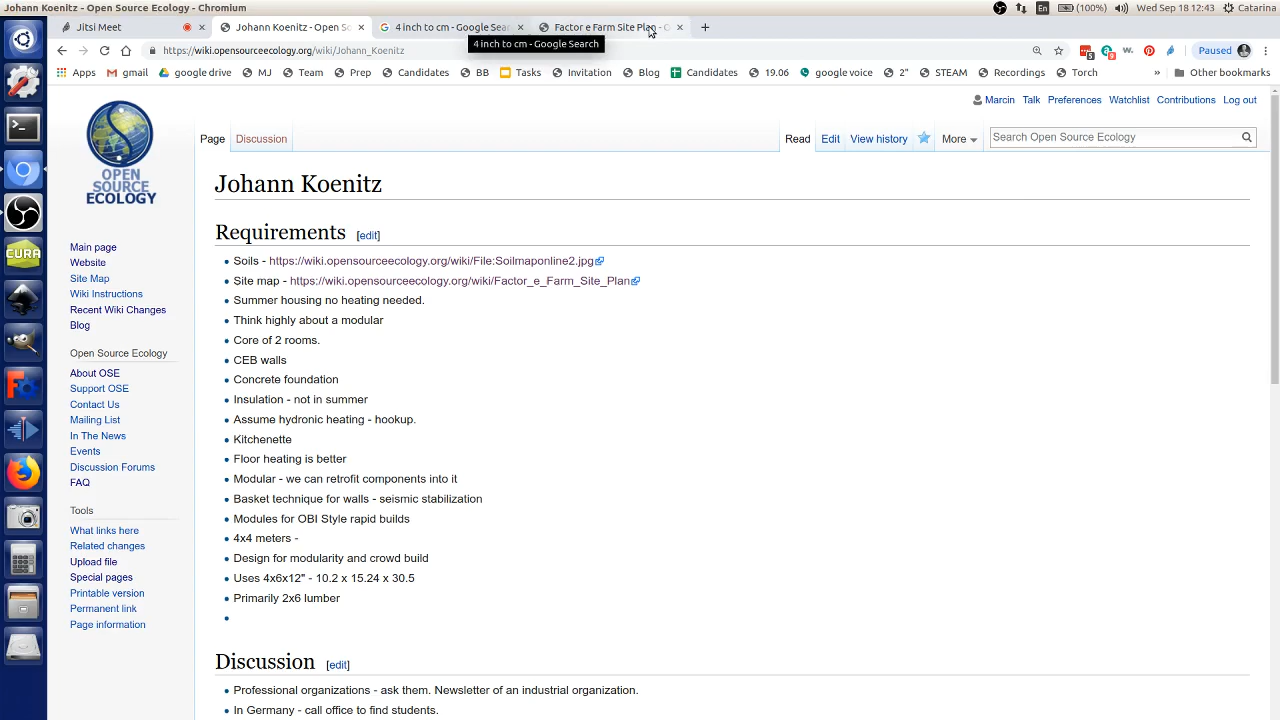 Johann Koenitz - Open Source Ecology - Chromium
En (100%) Wed Sep 18 12:43 Catarina
Jitsi Meet
Johann Koenitz - Open So
4 inch to cm - Google Sear
Factor e Farm Site Plan - O
4 inch to cm - Google Search
https://wiki.opensourceecology.org/wiki/Johann_Koenitz
Paused
Apps gmail google drive MJ Team Prep Candidates BB Tasks Invitation Blog Candidates 19.06 google voice 2" STEAM Recordings Torch » Other bookmarks
Marcin Talk Preferences Watchlist Contributions Log out
Page Discussion Read Edit View history More Search Open Source Ecology
OPEN
SOURCE
ECOLOGY
Main page
Website
Site Map
Wiki Instructions
Recent Wiki Changes
Blog
Open Source Ecology
About OSE
Support OSE
Contact Us
Mailing List
In The News
Events
Discussion Forums
FAQ
Tools
What links here
Related changes
Upload file
Special pages
Printable version
Permanent link
Page information
CURA
Johann Koenitz
Requirements [edit]
Soils - https://wiki.opensourceecology.org/wiki/File:Soilmaponline2.jpg
Site map - https://wiki.opensourceecology.org/wiki/Factor_e_Farm_Site_Plan
Summer housing no heating needed.
Think highly about a modular
Core of 2 rooms.
CEB walls
Concrete foundation
Insulation - not in summer
Assume hydronic heating - hookup.
Kitchenette
Floor heating is better
Modular - we can retrofit components into it
Basket technique for walls - seismic stabilization
Modules for OBI Style rapid builds
4x4 meters -
Design for modularity and crowd build
Uses 4x6x12" - 10.2 x 15.24 x 30.5
Primarily 2x6 lumber
Discussion [edit]
Professional organizations - ask them. Newsletter of an industrial organization.
In Germany - call office to find students.